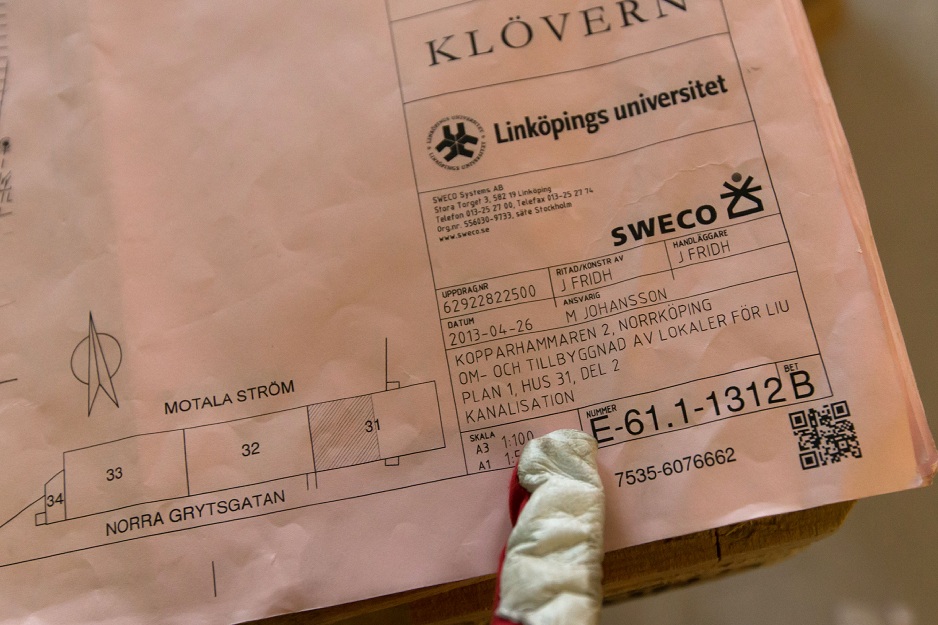 KLÖVERN
Linköpings universitet
SWECO Systems AB
Stora Torget 3, 582 19 Linköping
Telefon 013-25 27 00, Telefax 013-25 27 74
Org.nr. 556030-9733, säte Stockholm
www.sweco.se
SWECO
UPPDRAG.NR
62922822500
RITAD/KONSTR AV
J FRIDH
HANDLÄGGARE
J FRIDH
DATUM
2013-04-26
ANSVARIG
M JOHANSSON
KOPPARHAMMAREN 2, NORRKÖPING
OM- OCH TILLBYGGNAD AV LOKALER FÖR LIU
PLAN 1, HUS 31, DEL 2
KANALISATION
SKALA
A3 1:100
A1
NUMMER
E-61.1-1312
BET
B
7535-6076662
MOTALA STRÖM
34
33
32
31
NORRA GRYTSGATAN